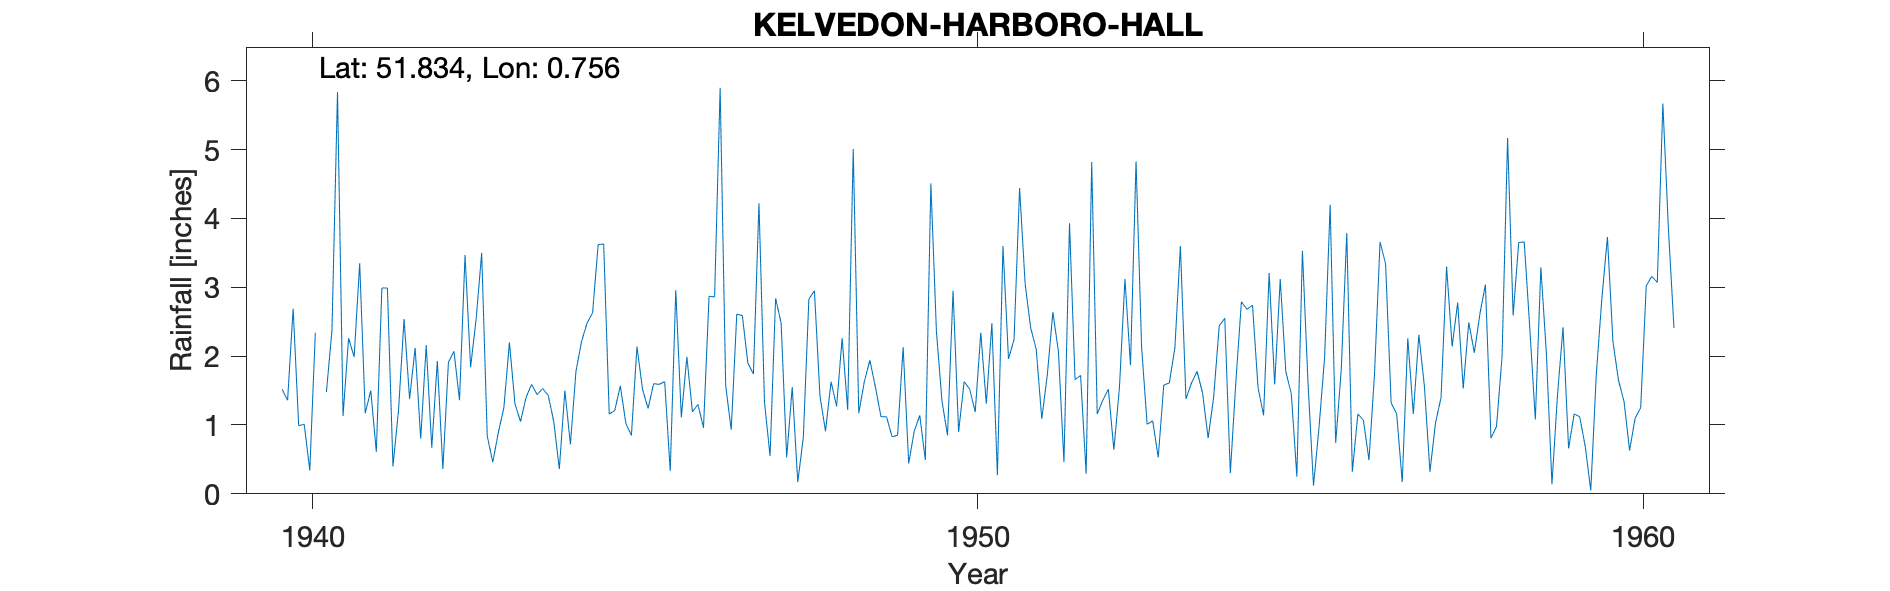 KELVEDON-HARBORO-HALL
Lat: 51.834, Lon: 0.756
6
5
4
3
2
1
0
Rainfall [inches]
1940 1950 1960
Year